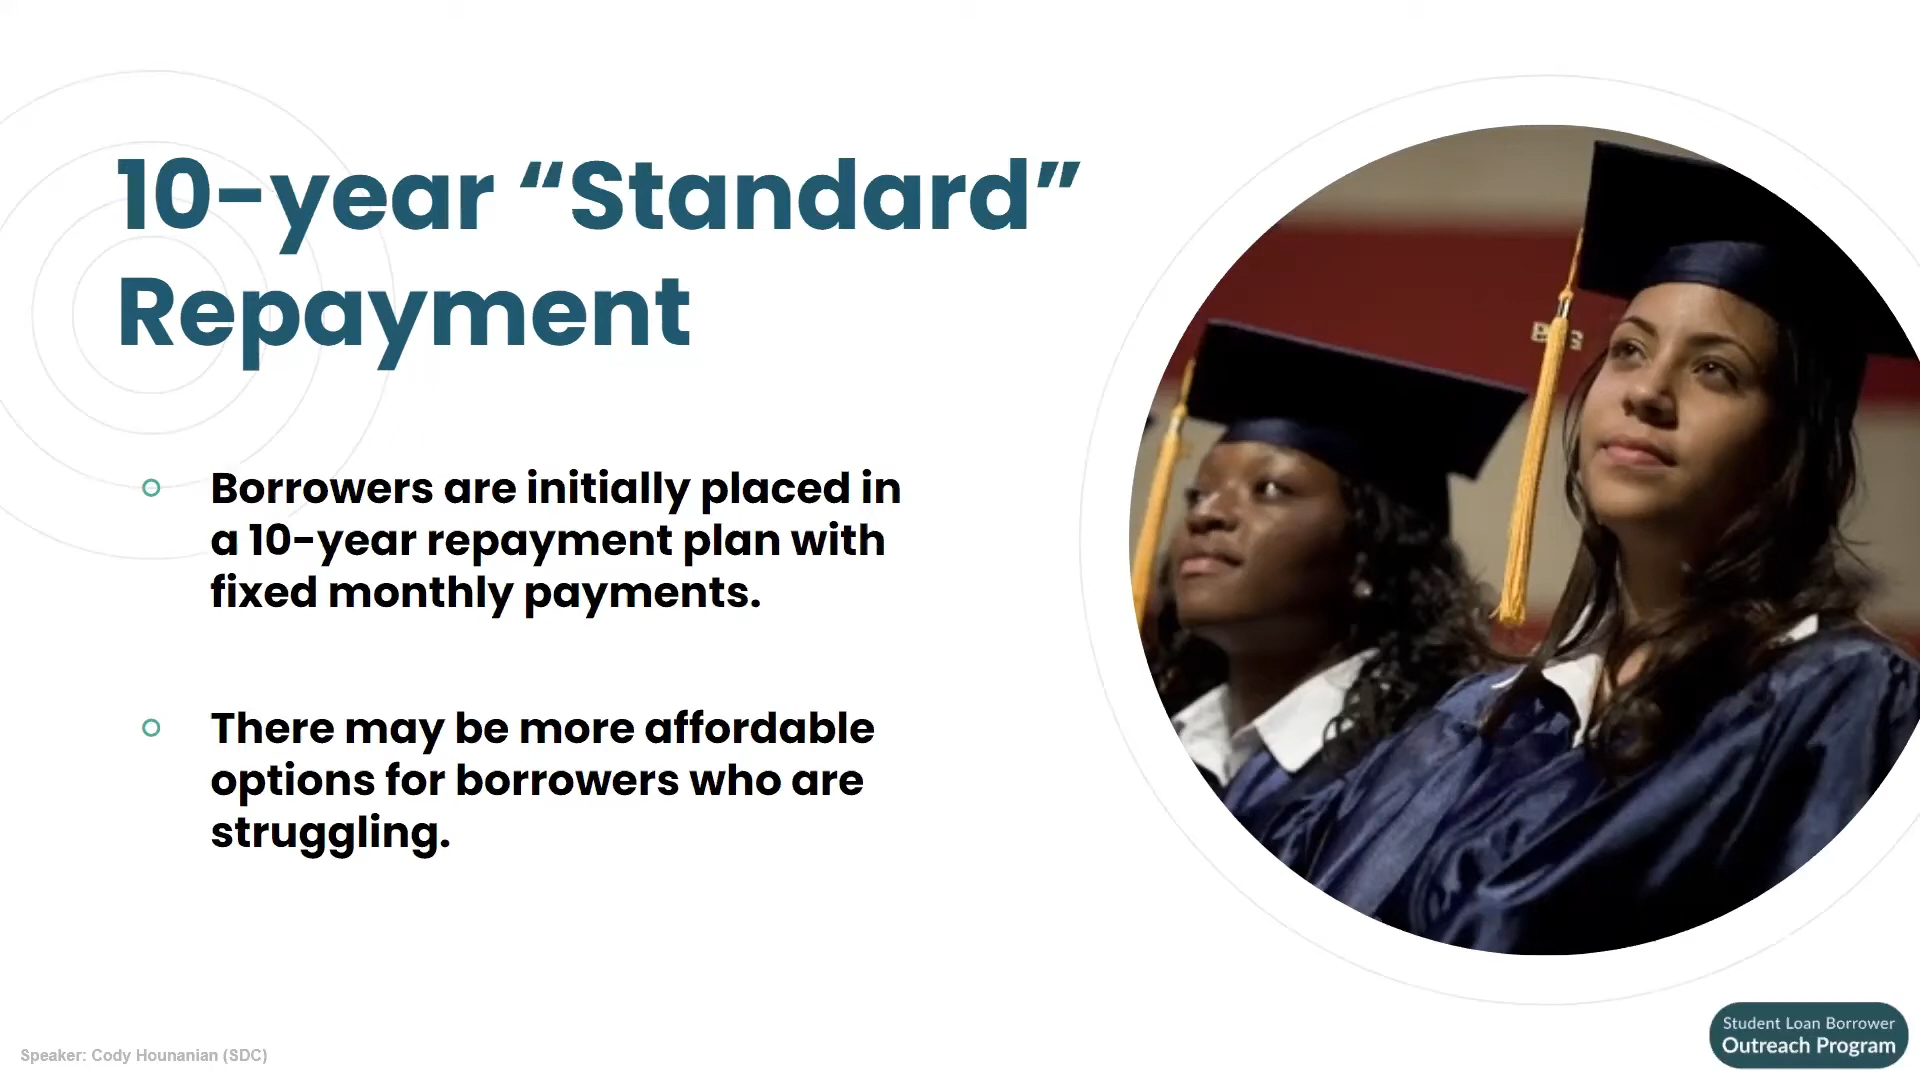 10-year “Standard”
Repayment
Borrowers are initially placed in
a 10-year repayment plan with
fixed monthly payments.
There may be more affordable
options for borrowers who are
struggling.
Speaker: Cody Hounanian (SDC)
Student Loan Borrower
Outreach Program